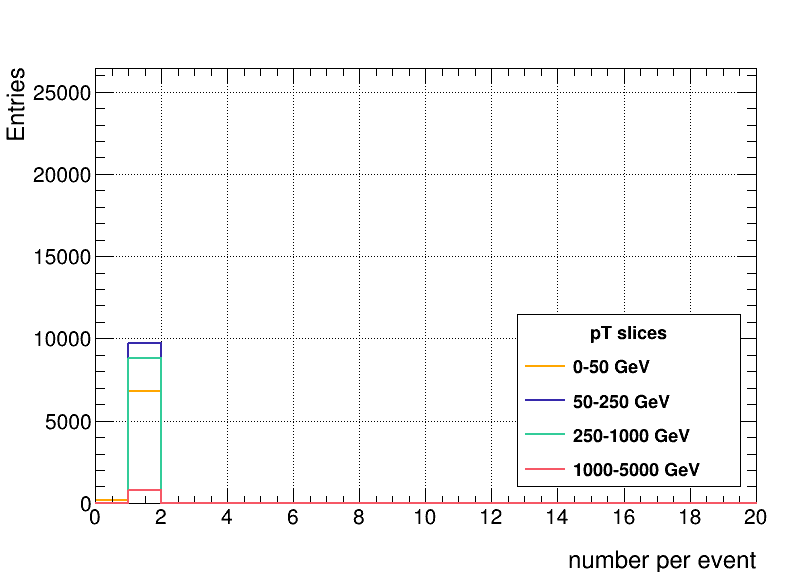 Entries
25000
20000
15000
10000
5000
0
pT slices
0-50 GeV
50-250 GeV
250-1000 GeV
1000-5000 GeV
0 2 4 6 8 10 12 14 16 18 20
number per event